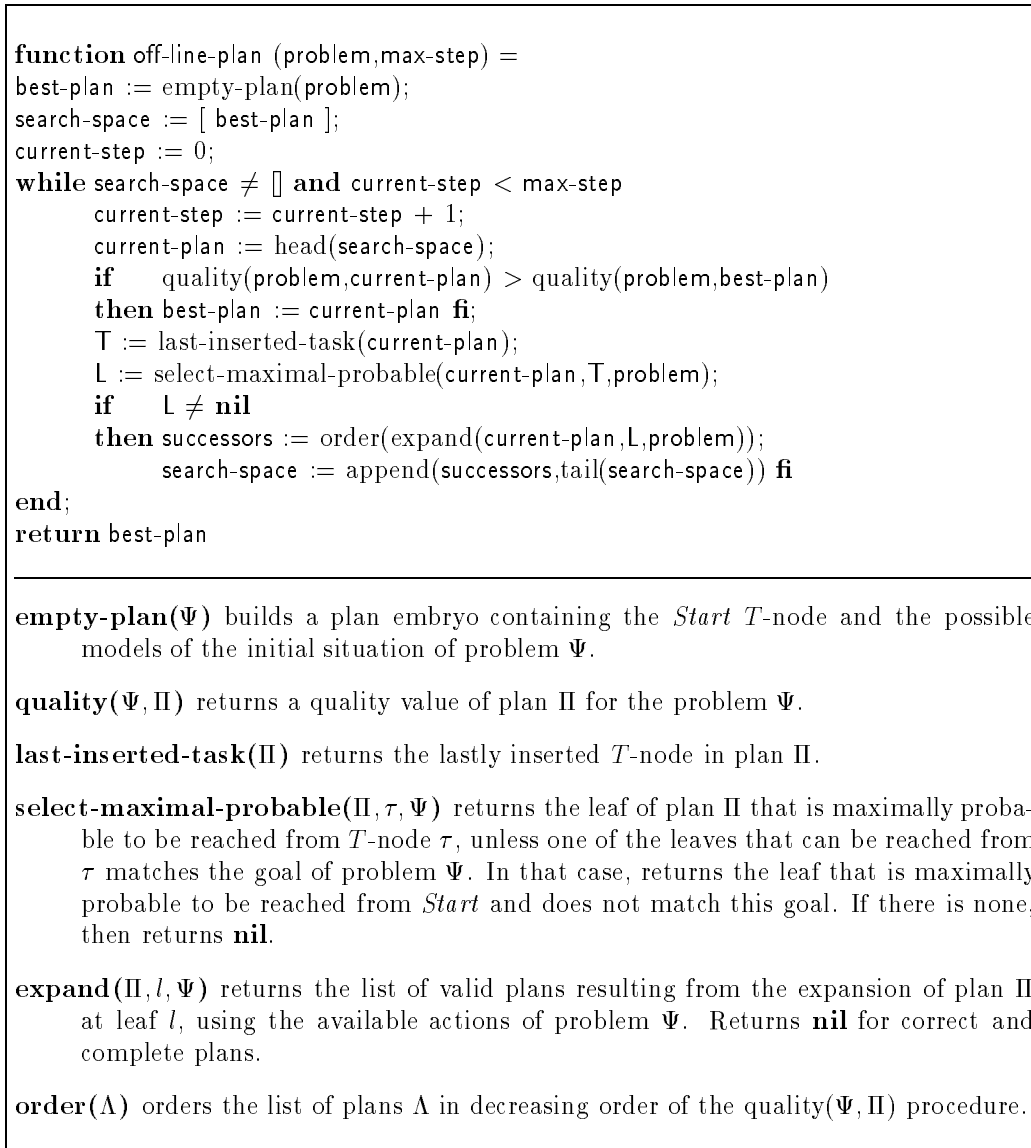 function off-line-plan (problem,max-step) =
best-plan := empty-plan(problem);
search-space := [ best-plan ];
current-step := 0;
while search-space ≠ [] and current-step < max-step
current-step := current-step + 1;
current-plan := head(search-space);
if quality(problem,current-plan) > quality(problem,best-plan)
then best-plan := current-plan fi;
T := last-inserted-task(current-plan);
L := select-maximal-probable(current-plan,T,problem);
if L ≠ nil
then successors := order(expand(current-plan,L,problem));
search-space := append(successors,tail(search-space)) fi
end;
return best-plan
empty-plan(Ψ) builds a plan embryo containing the Start T-node and the possible
models of the initial situation of problem Ψ.
quality(Ψ, Π) returns a quality value of plan Π for the problem Ψ.
last-inserted-task(Π) returns the lastly inserted T-node in plan Π.
select-maximal-probable(Π, τ, Ψ) returns the leaf of plan Π that is maximally proba-
ble to be reached from T-node τ, unless one of the leaves that can be reached from
τ matches the goal of problem Ψ. In that case, returns the leaf that is maximally
probable to be reached from Start and does not match this goal. If there is none,
then returns nil.
expand(Π, l, Ψ) returns the list of valid plans resulting from the expansion of plan Π
at leaf l, using the available actions of problem Ψ. Returns nil for correct and
complete plans.
order(Λ) orders the list of plans Λ in decreasing order of the quality(Ψ, Π) procedure.